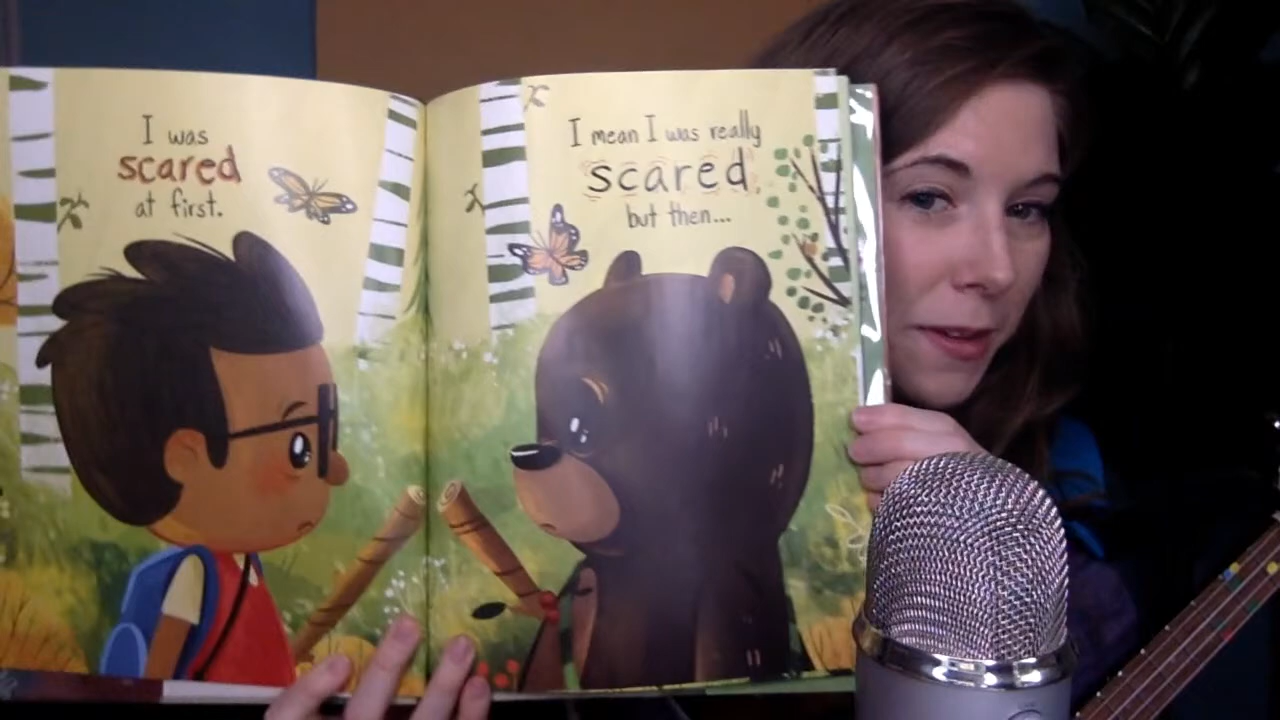 I was
scared
at first.
I mean I was really
scared
but then...